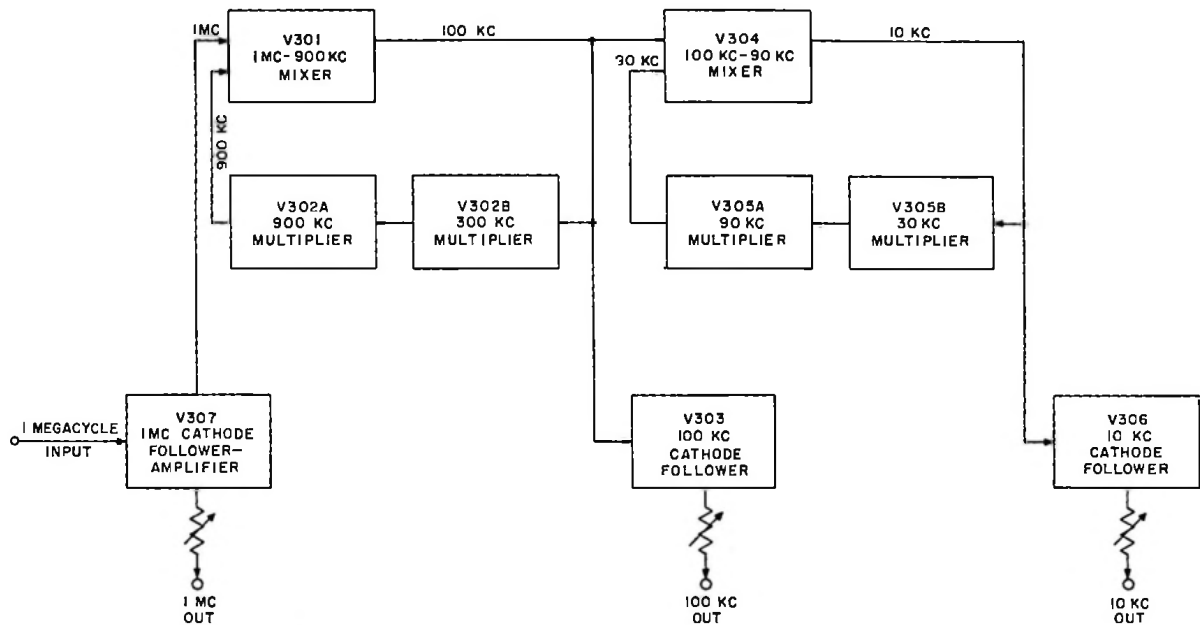 1MC
V301
1MC-900KC
MIXER
100 KC
V304
100 KC-90 KC
MIXER
10 KC
90 KC
900 KC
V302A
900 KC
MULTIPLIER
V302B
300 KC
MULTIPLIER
V305A
90 KC
MULTIPLIER
V305B
30 KC
MULTIPLIER
1 MEGACYCLE
INPUT
V307
1MC CATHODE
FOLLOWER-
AMPLIFIER
V303
100 KC
CATHODE
FOLLOWER
V306
10 KC
CATHODE
FOLLOWER
1 MC
OUT
100 KC
OUT
10 KC
OUT